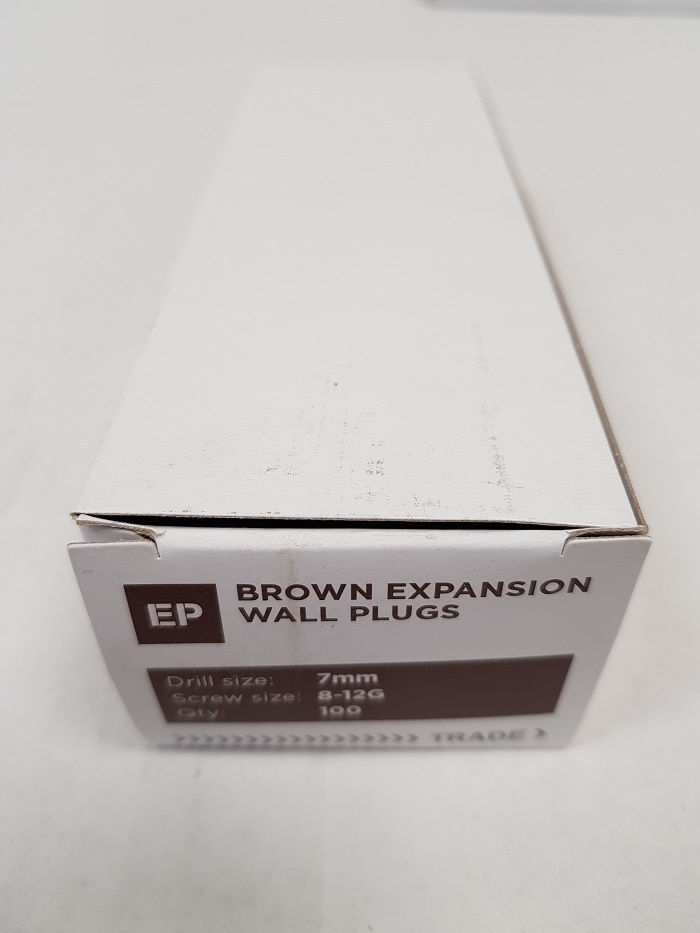 EP
BROWN EXPANSION
WALL PLUGS
Drill size: 7mm
Screw size: 8-12G
Qty: 100
TRADE